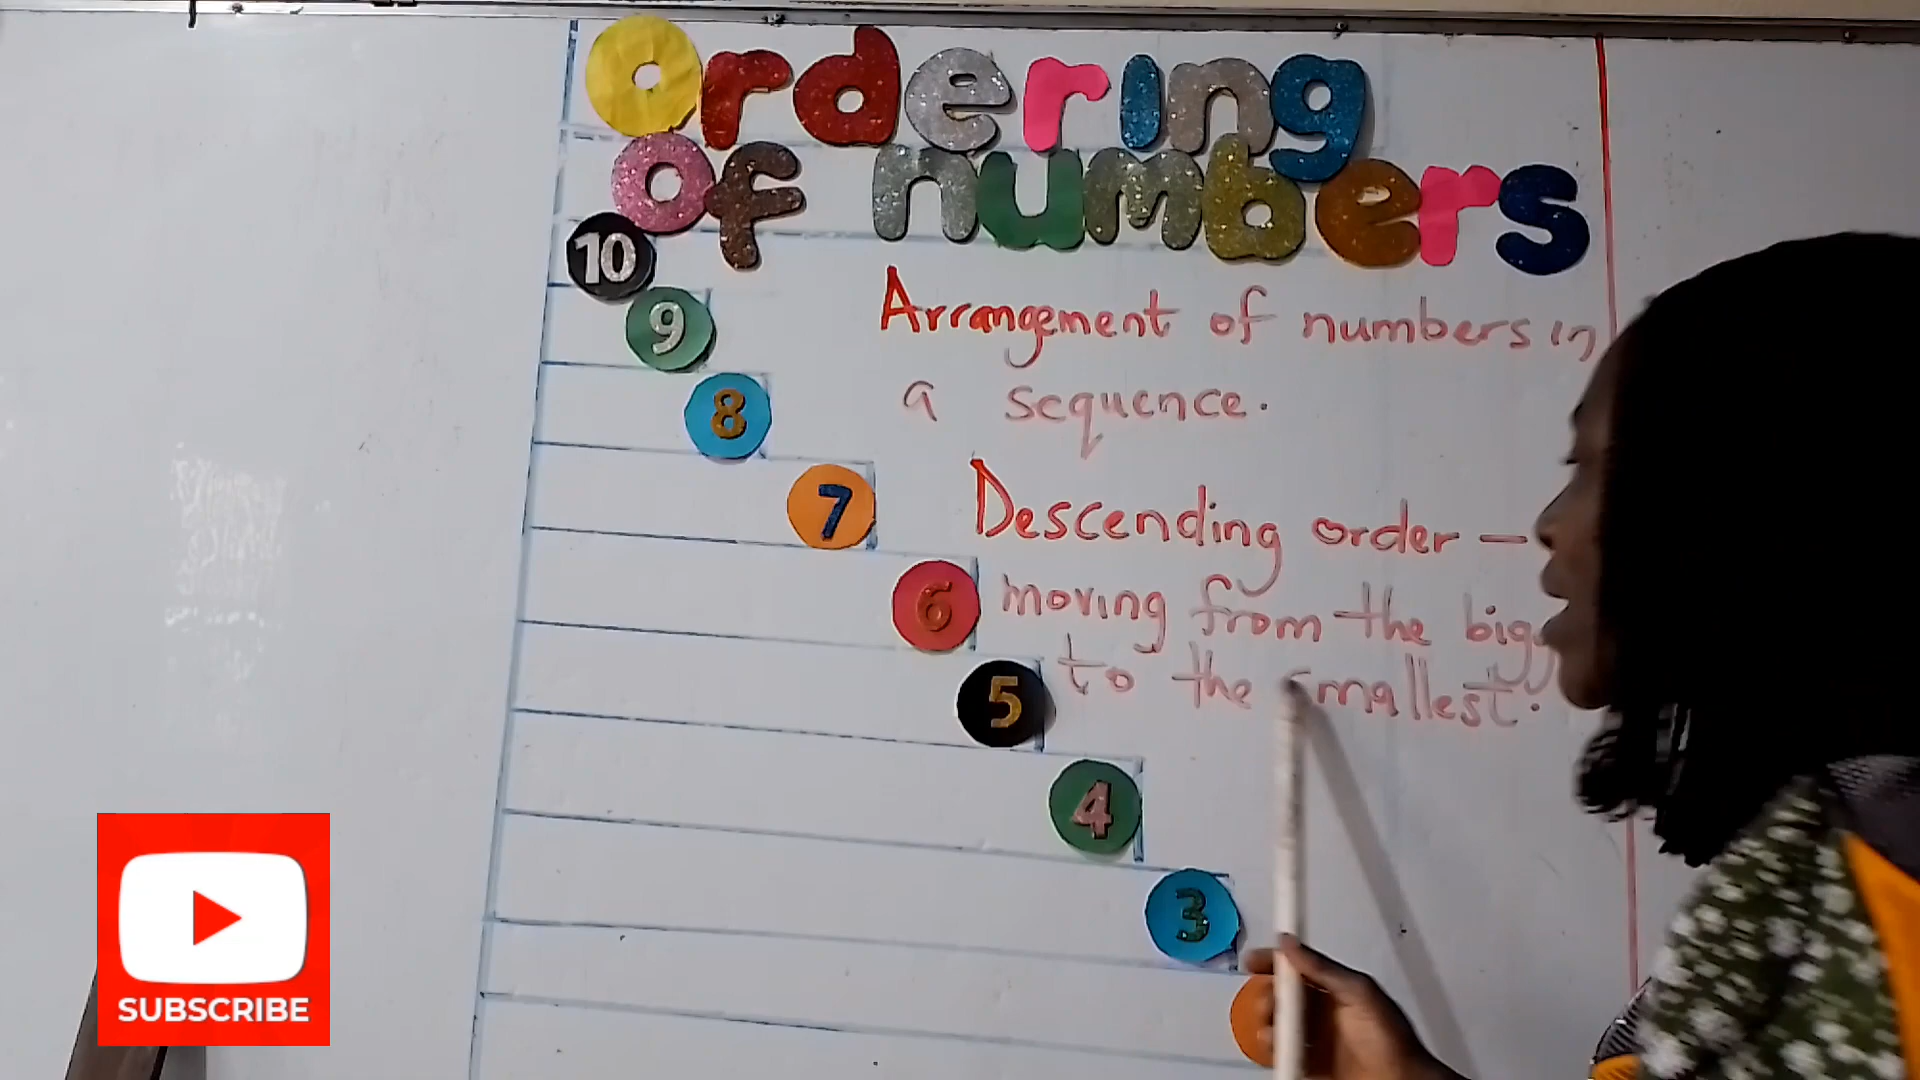 Ordering
of numbers
10
9
8
7
6
5
4
3
Arrangement of numbers in
a sequence.
Descending order —
moving from the
to the smallest.
SUBSCRIBE